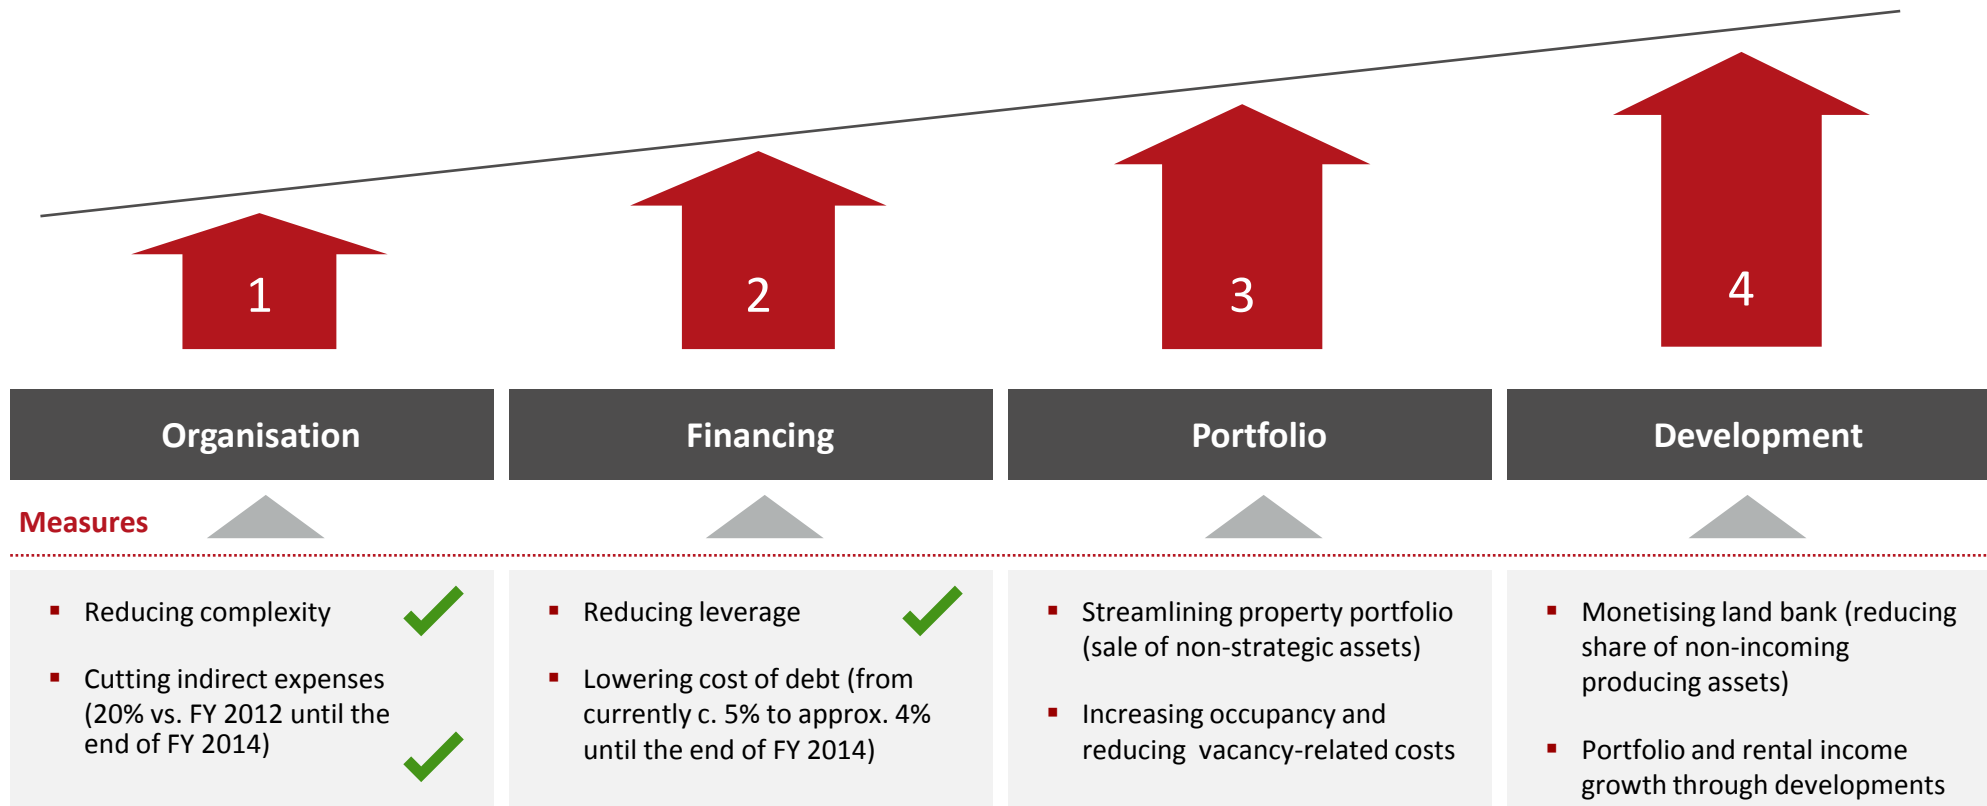 1
2
3
4
Organisation
Financing
Portfolio
Development
Measures
▪ Reducing complexity
▪ Cutting indirect expenses
(20% vs. FY 2012 until the
end of FY 2014)
▪ Reducing leverage
▪ Lowering cost of debt (from
currently c. 5% to approx. 4%
until the end of FY 2014)
▪ Streamlining property portfolio
(sale of non-strategic assets)
▪ Increasing occupancy and
reducing vacancy-related costs
▪ Monetising land bank (reducing
share of non-incoming
producing assets)
▪ Portfolio and rental income
growth through developments